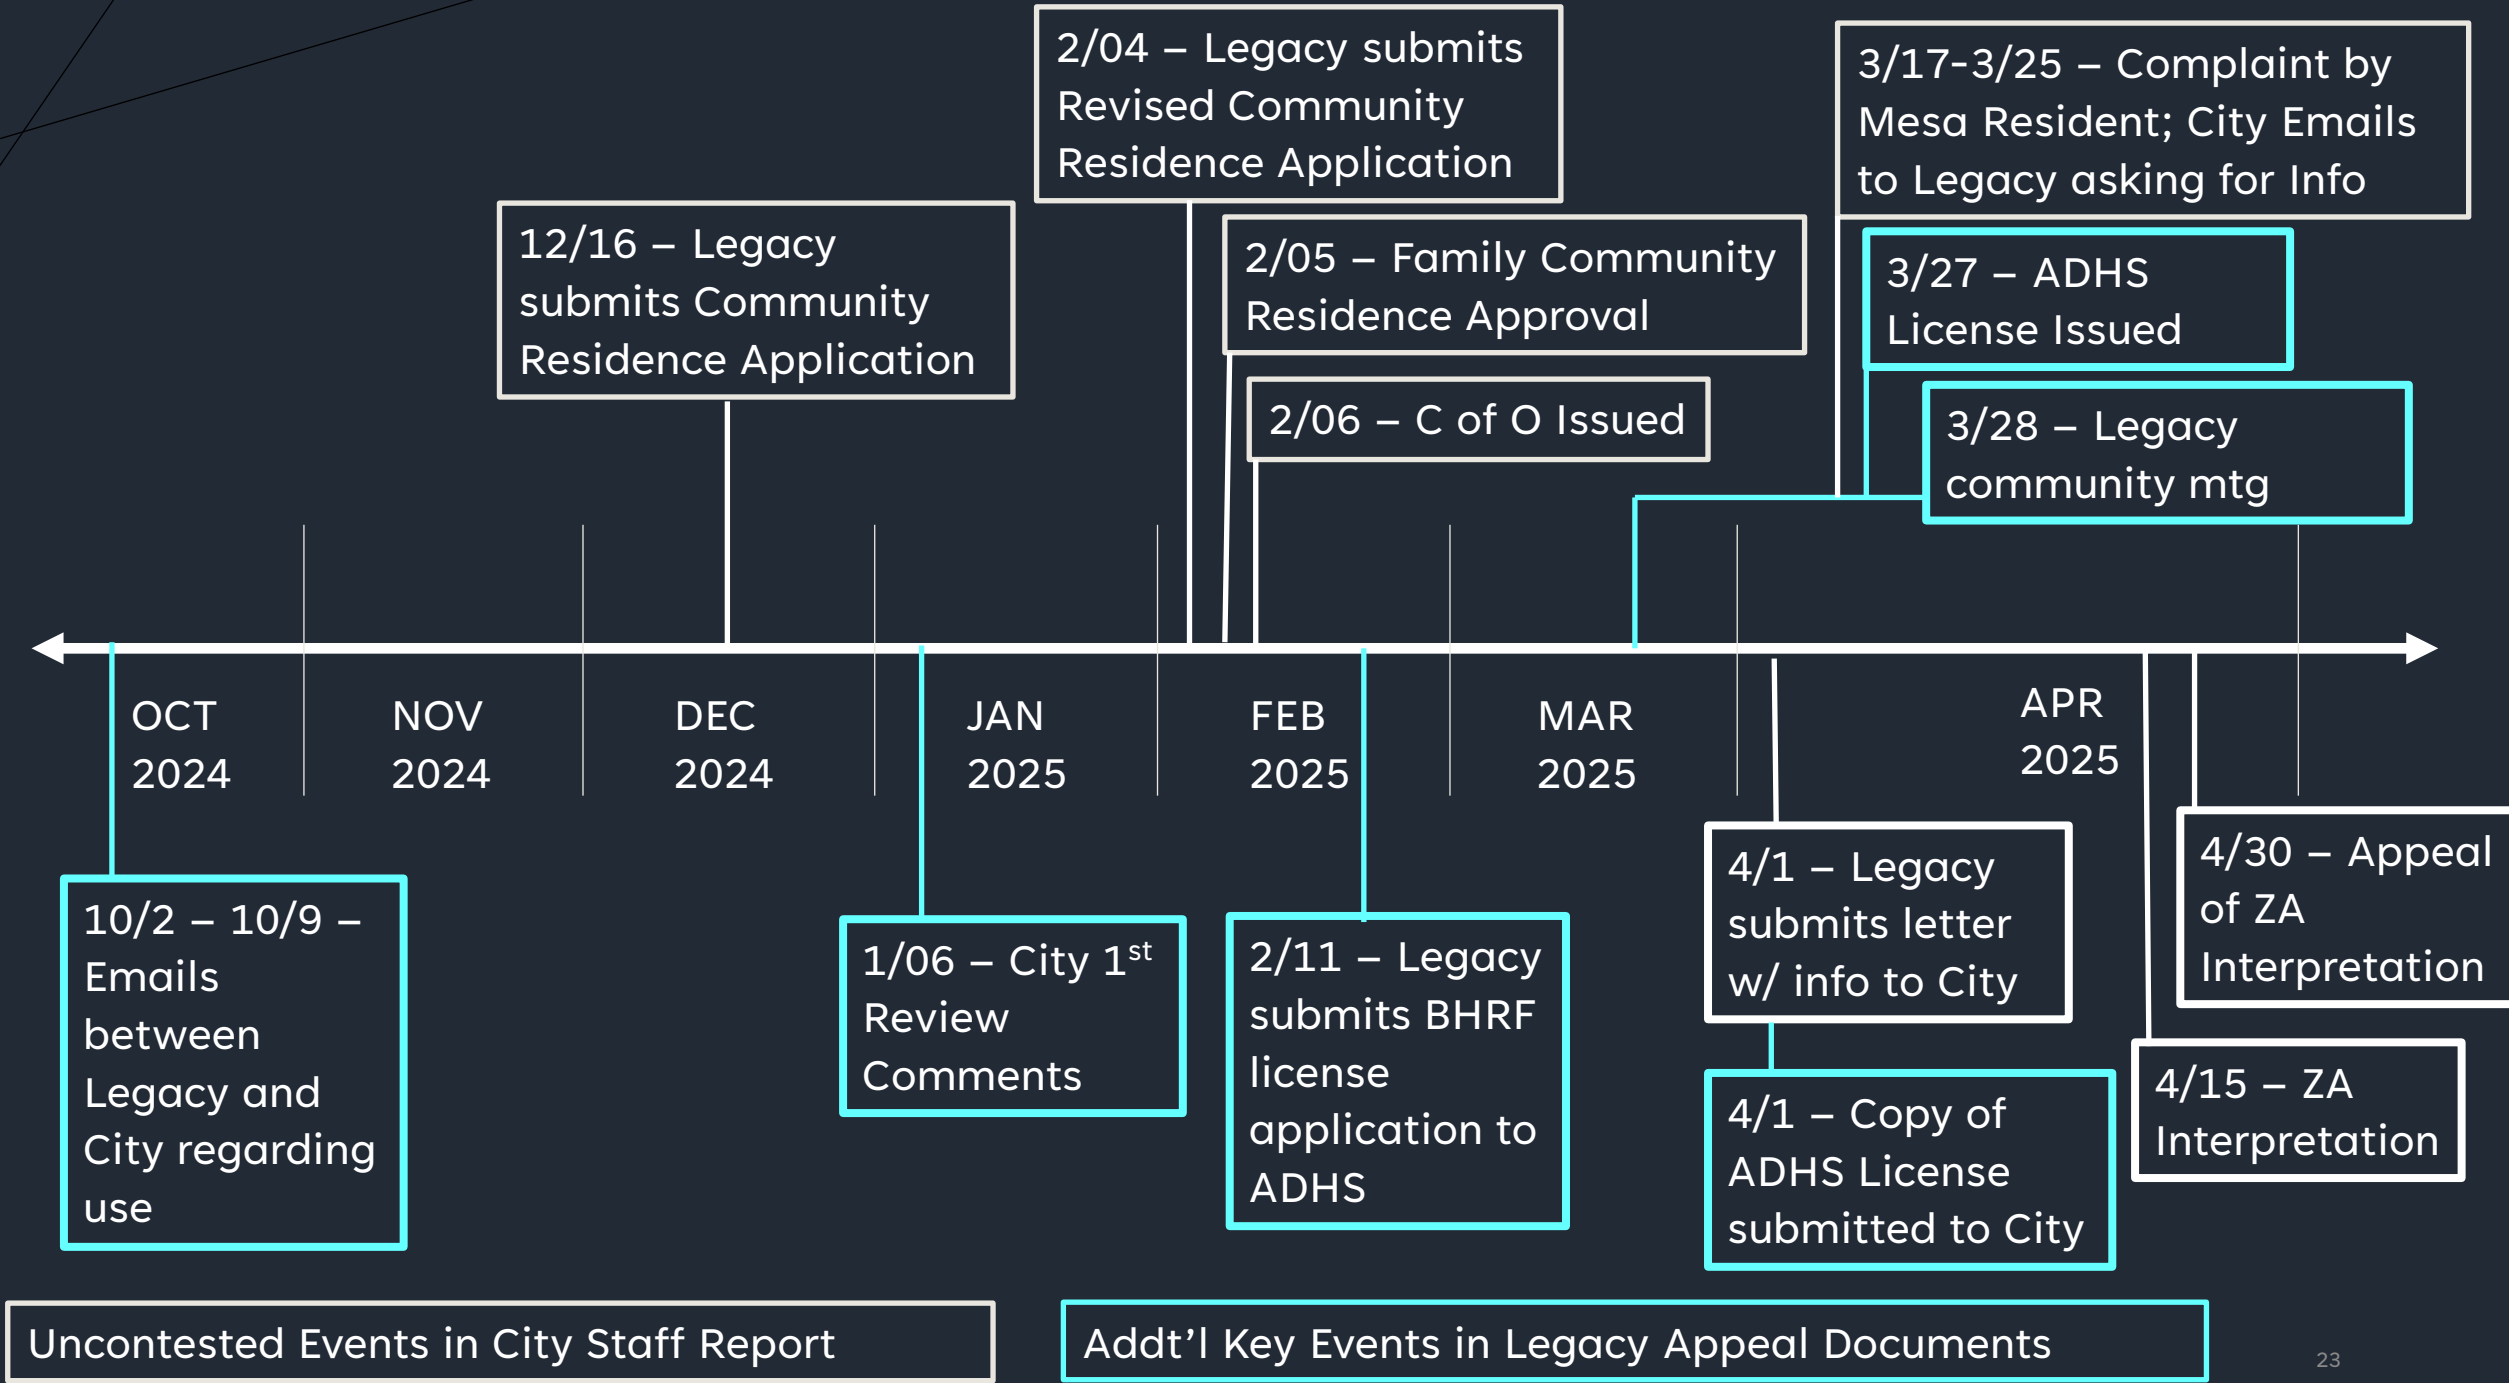 2/04 – Legacy submits
Revised Community
Residence Application
3/17-3/25 – Complaint by
Mesa Resident; City Emails
to Legacy asking for Info
12/16 – Legacy
submits Community
Residence Application
2/05 – Family Community
Residence Approval
3/27 – ADHS
License Issued
2/06 – C of O Issued
3/28 – Legacy
community mtg
OCT
2024
NOV
2024
DEC
2024
JAN
2025
FEB
2025
MAR
2025
APR
2025
10/2 – 10/9 –
Emails
between
Legacy and
City regarding
use
1/06 – City 1st
Review
Comments
2/11 – Legacy
submits BHRF
license
application to
ADHS
4/1 – Legacy
submits letter
w/ info to City
4/30 – Appeal
of ZA
Interpretation
4/1 – Copy of
ADHS License
submitted to City
4/15 – ZA
Interpretation
Uncontested Events in City Staff Report
Addt’l Key Events in Legacy Appeal Documents
23